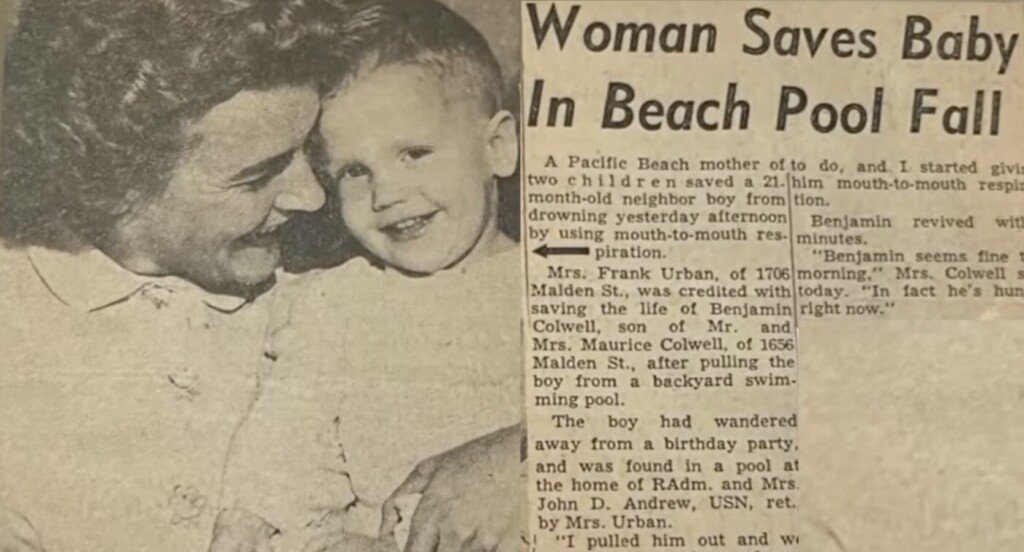 Woman Saves Baby
In Beach Pool Fall
A Pacific Beach mother of
two children saved a 21-
month-old neighbor boy from
drowning yesterday afternoon
by using mouth-to-mouth res-
piration.
Mrs. Frank Urban, of 1706
Malden St., was credited with
saving the life of Benjamin
Colwell, son of Mr. and
Mrs. Maurice Colwell, of 1656
Malden St., after pulling the
boy from a backyard swim-
ming pool.
The boy had wandered
away from a birthday party,
and was found in a pool at
the home of RAdm. and Mrs.
John D. Andrew, USN, ret.,
by Mrs. Urban.
"I pulled him out and
to do, and I started
him mouth-to-mouth
tion.
Benjamin revived
minutes.
"Benjamin seems fine
morning," Mrs. Colwell
today. "In fact he's
right now."